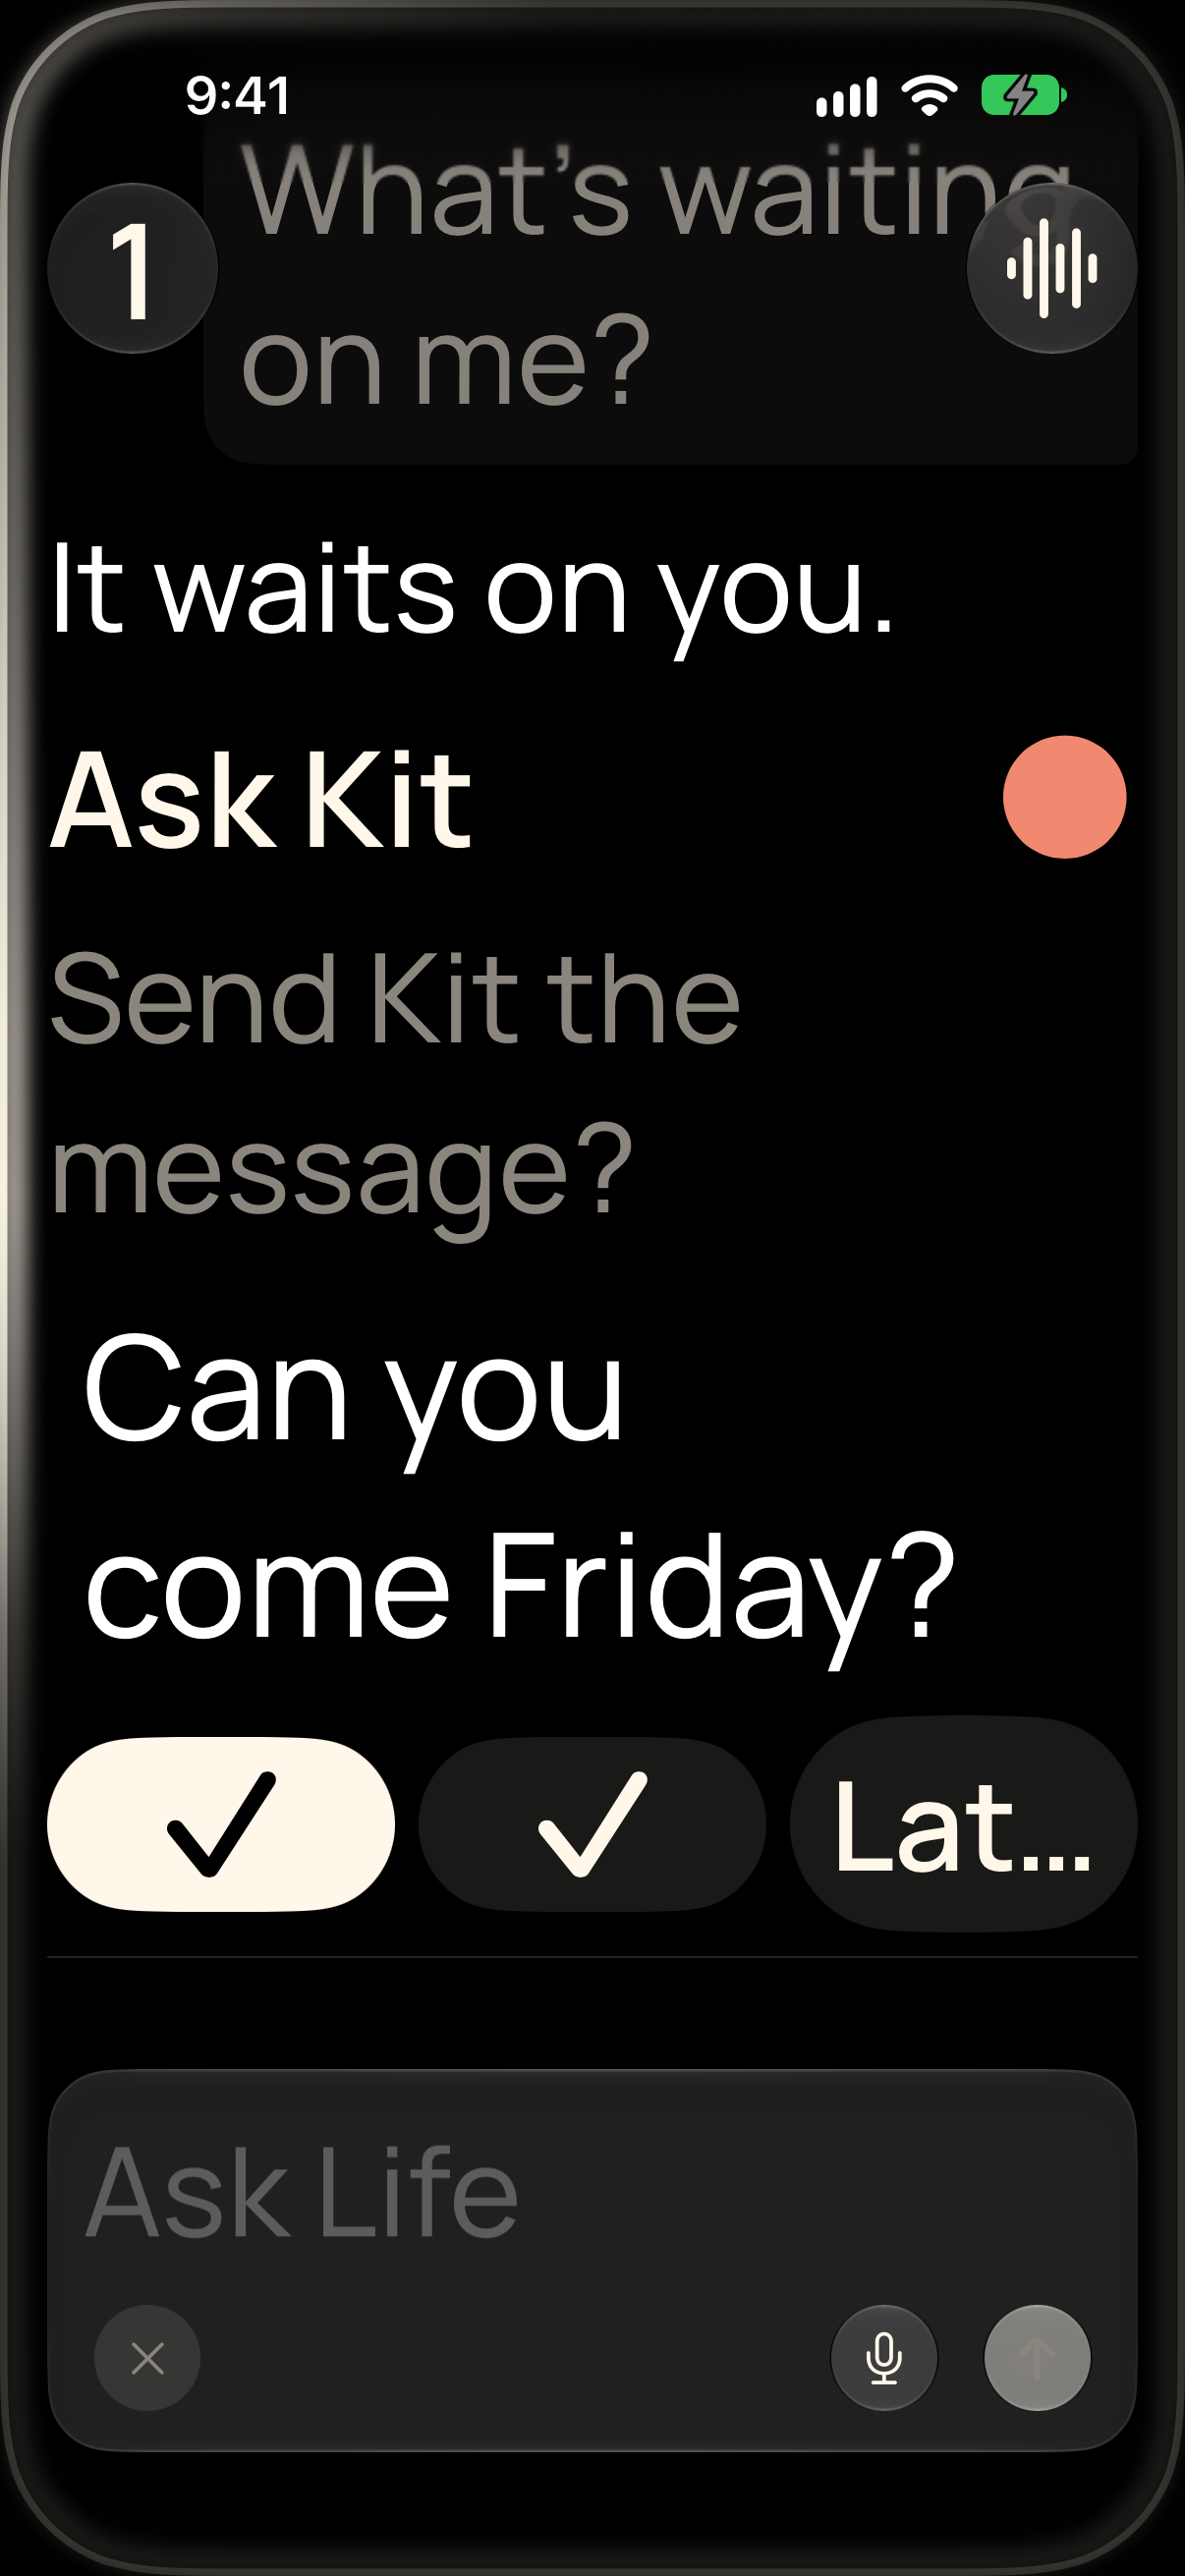 9:41
What's waiting
1
on me?
It waits on you.
Ask Kit
Send Kit the
message?
Can you
come Friday?
Lat...
Ask Life